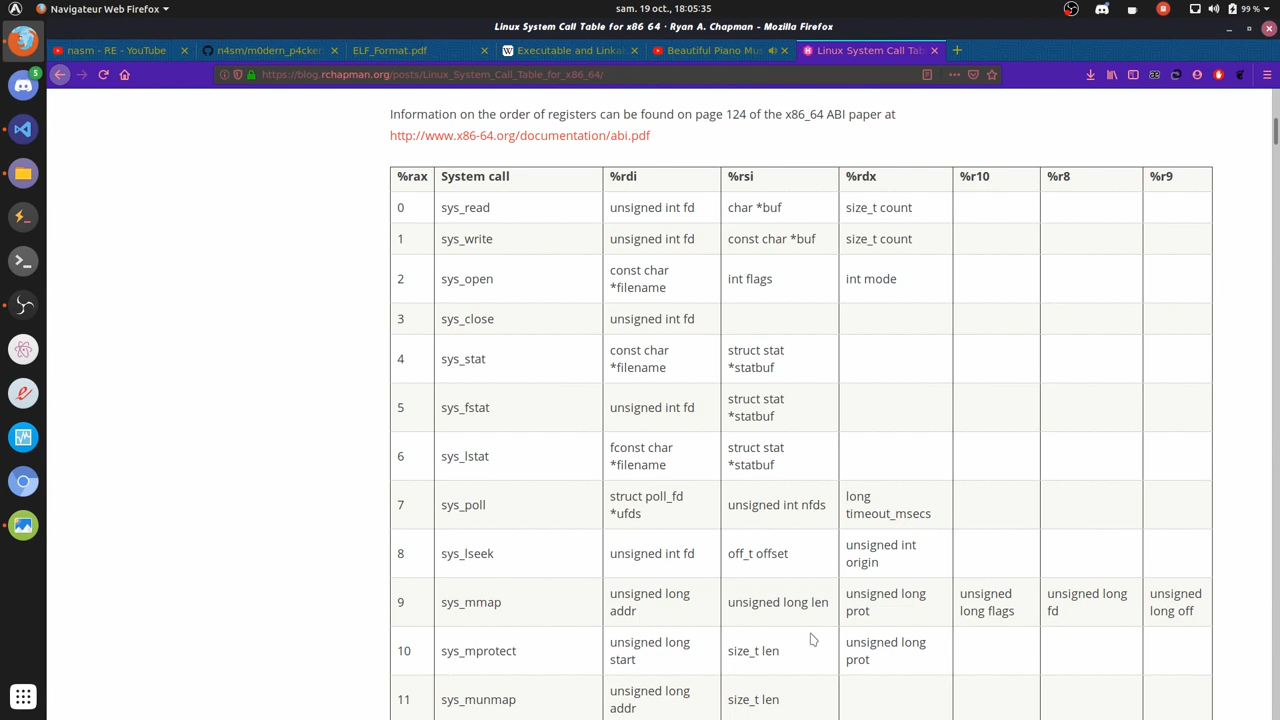 Navigateur Web Firefox
sam. 19 oct., 18:05:35
99 %
Linux System Call Table for x86 64 · Ryan A. Chapman - Mozilla Firefox
nasm - RE - YouTube
n4sm/m0dern_p4cke
ELF_Format.pdf
Executable and Linkal
Beautiful Piano Mus
Linux System Call Tab
https://blog.rchapman.org/posts/Linux_System_Call_Table_for_x86_64/
5
Information on the order of registers can be found on page 124 of the x86_64 ABI paper at
http://www.x86-64.org/documentation/abi.pdf
%rax System call %rdi %rsi %rdx %r10 %r8 %r9
0 sys_read unsigned int fd char *buf size_t count
1 sys_write unsigned int fd const char *buf size_t count
2 sys_open const char *filename int flags int mode
3 sys_close unsigned int fd
4 sys_stat const char *filename struct stat *statbuf
5 sys_fstat unsigned int fd struct stat *statbuf
6 sys_lstat fconst char *filename struct stat *statbuf
7 sys_poll struct poll_fd *ufds unsigned int nfds long timeout_msecs
8 sys_lseek unsigned int fd off_t offset unsigned int origin
9 sys_mmap unsigned long addr unsigned long len unsigned long prot unsigned long flags unsigned long fd unsigned long off
10 sys_mprotect unsigned long start size_t len unsigned long prot
11 sys_munmap unsigned long addr size_t len